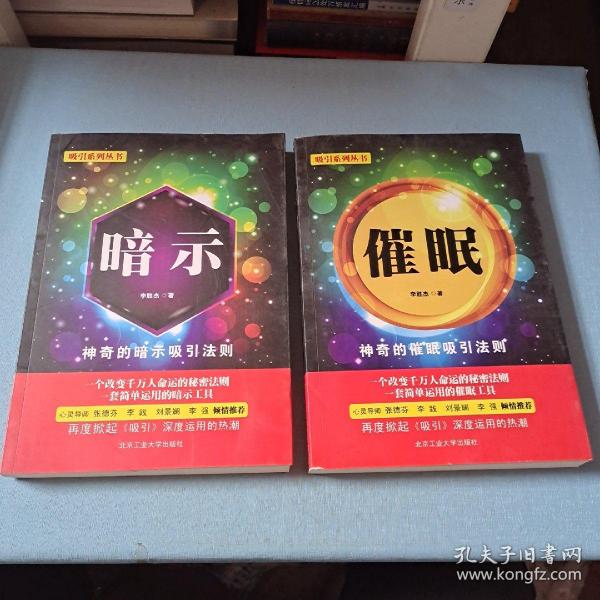 吸引系列丛书
暗示
李胜杰◎著
神奇的暗示吸引法则
一个改变千万人命运的秘密法则
一套简单运用的暗示工具
心灵导师 张德芬 李践 刘景斓 李强 倾情推荐
再度掀起《吸引》深度运用的热潮
北京工业大学出版社
吸引系列丛书
催眠
李胜杰◎著
神奇的催眠吸引法则
一个改变千万人命运的秘密法则
一套简单运用的催眠工具
心灵导师 张德芬 李践 刘景斓 李强 倾情推荐
再度掀起《吸引》深度运用的热潮
北京工业大学出版社
孔夫子旧书网
www.kongfz.com